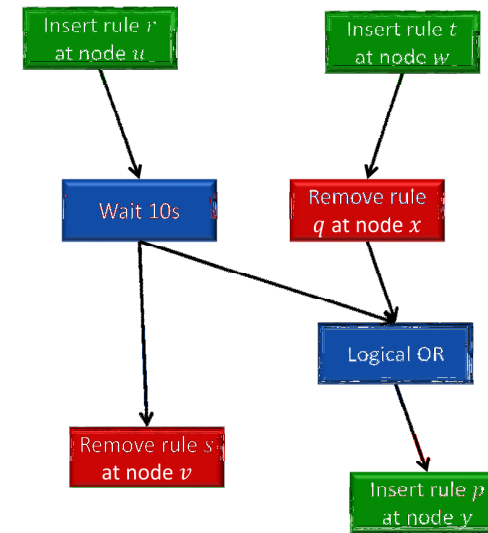 Insert rule r
at node u
Insert rule t
at node w
Wait 10s
Remove rule
q at node x
Logical OR
Remove rule s
at node v
Insert rule p
at node y